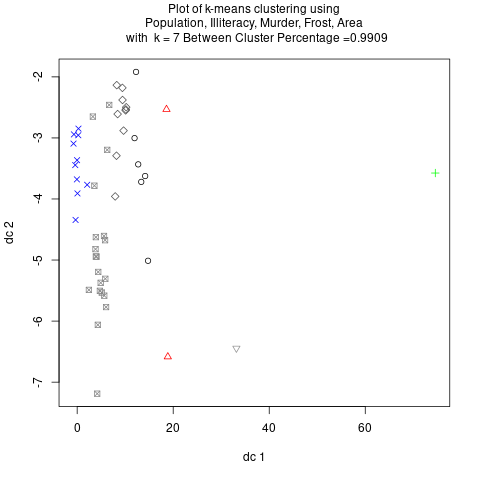 Plot of k-means clustering using
Population, Illiteracy, Murder, Frost, Area
with k = 7 Between Cluster Percentage =0.9909
-2
-3
-4
-5
-6
-7
dc 2
0 20 40 60
dc 1